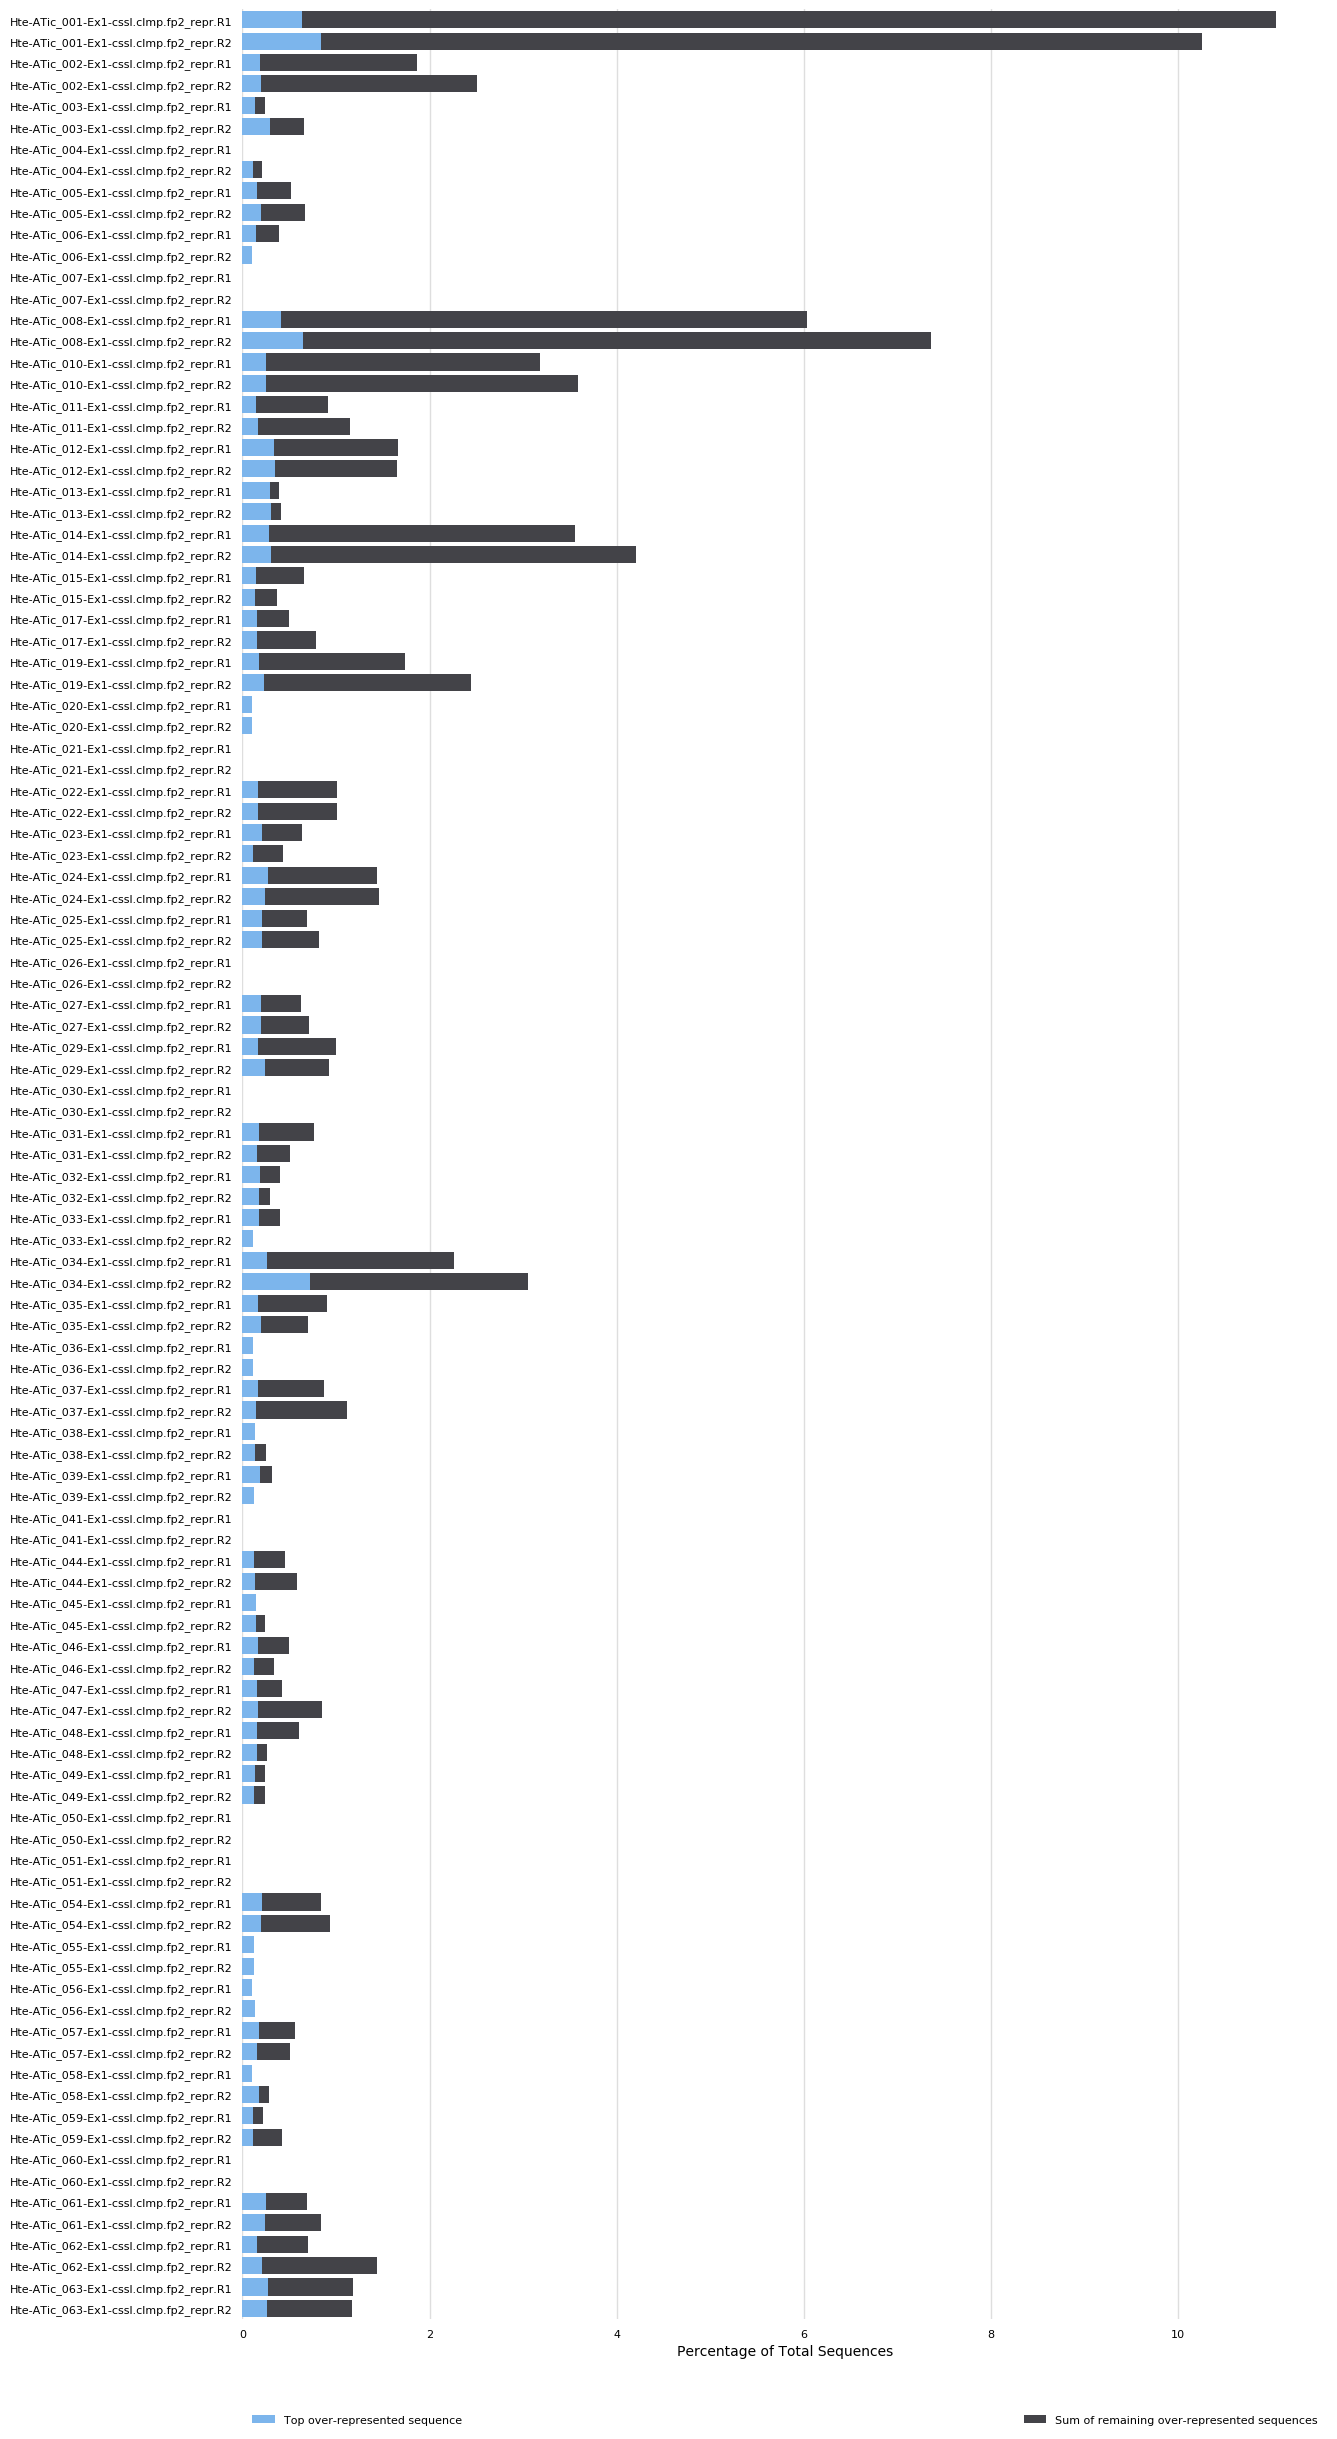 Hte-ATic_001-Ex1-cssl.clmp.fp2_repr.R1
Hte-ATic_001-Ex1-cssl.clmp.fp2_repr.R2
Hte-ATic_002-Ex1-cssl.clmp.fp2_repr.R1
Hte-ATic_002-Ex1-cssl.clmp.fp2_repr.R2
Hte-ATic_003-Ex1-cssl.clmp.fp2_repr.R1
Hte-ATic_003-Ex1-cssl.clmp.fp2_repr.R2
Hte-ATic_004-Ex1-cssl.clmp.fp2_repr.R1
Hte-ATic_004-Ex1-cssl.clmp.fp2_repr.R2
Hte-ATic_005-Ex1-cssl.clmp.fp2_repr.R1
Hte-ATic_005-Ex1-cssl.clmp.fp2_repr.R2
Hte-ATic_006-Ex1-cssl.clmp.fp2_repr.R1
Hte-ATic_006-Ex1-cssl.clmp.fp2_repr.R2
Hte-ATic_007-Ex1-cssl.clmp.fp2_repr.R1
Hte-ATic_007-Ex1-cssl.clmp.fp2_repr.R2
Hte-ATic_008-Ex1-cssl.clmp.fp2_repr.R1
Hte-ATic_008-Ex1-cssl.clmp.fp2_repr.R2
Hte-ATic_010-Ex1-cssl.clmp.fp2_repr.R1
Hte-ATic_010-Ex1-cssl.clmp.fp2_repr.R2
Hte-ATic_011-Ex1-cssl.clmp.fp2_repr.R1
Hte-ATic_011-Ex1-cssl.clmp.fp2_repr.R2
Hte-ATic_012-Ex1-cssl.clmp.fp2_repr.R1
Hte-ATic_012-Ex1-cssl.clmp.fp2_repr.R2
Hte-ATic_013-Ex1-cssl.clmp.fp2_repr.R1
Hte-ATic_013-Ex1-cssl.clmp.fp2_repr.R2
Hte-ATic_014-Ex1-cssl.clmp.fp2_repr.R1
Hte-ATic_014-Ex1-cssl.clmp.fp2_repr.R2
Hte-ATic_015-Ex1-cssl.clmp.fp2_repr.R1
Hte-ATic_015-Ex1-cssl.clmp.fp2_repr.R2
Hte-ATic_017-Ex1-cssl.clmp.fp2_repr.R1
Hte-ATic_017-Ex1-cssl.clmp.fp2_repr.R2
Hte-ATic_019-Ex1-cssl.clmp.fp2_repr.R1
Hte-ATic_019-Ex1-cssl.clmp.fp2_repr.R2
Hte-ATic_020-Ex1-cssl.clmp.fp2_repr.R1
Hte-ATic_020-Ex1-cssl.clmp.fp2_repr.R2
Hte-ATic_021-Ex1-cssl.clmp.fp2_repr.R1
Hte-ATic_021-Ex1-cssl.clmp.fp2_repr.R2
Hte-ATic_022-Ex1-cssl.clmp.fp2_repr.R1
Hte-ATic_022-Ex1-cssl.clmp.fp2_repr.R2
Hte-ATic_023-Ex1-cssl.clmp.fp2_repr.R1
Hte-ATic_023-Ex1-cssl.clmp.fp2_repr.R2
Hte-ATic_024-Ex1-cssl.clmp.fp2_repr.R1
Hte-ATic_024-Ex1-cssl.clmp.fp2_repr.R2
Hte-ATic_025-Ex1-cssl.clmp.fp2_repr.R1
Hte-ATic_025-Ex1-cssl.clmp.fp2_repr.R2
Hte-ATic_026-Ex1-cssl.clmp.fp2_repr.R1
Hte-ATic_026-Ex1-cssl.clmp.fp2_repr.R2
Hte-ATic_027-Ex1-cssl.clmp.fp2_repr.R1
Hte-ATic_027-Ex1-cssl.clmp.fp2_repr.R2
Hte-ATic_029-Ex1-cssl.clmp.fp2_repr.R1
Hte-ATic_029-Ex1-cssl.clmp.fp2_repr.R2
Hte-ATic_030-Ex1-cssl.clmp.fp2_repr.R1
Hte-ATic_030-Ex1-cssl.clmp.fp2_repr.R2
Hte-ATic_031-Ex1-cssl.clmp.fp2_repr.R1
Hte-ATic_031-Ex1-cssl.clmp.fp2_repr.R2
Hte-ATic_032-Ex1-cssl.clmp.fp2_repr.R1
Hte-ATic_032-Ex1-cssl.clmp.fp2_repr.R2
Hte-ATic_033-Ex1-cssl.clmp.fp2_repr.R1
Hte-ATic_033-Ex1-cssl.clmp.fp2_repr.R2
Hte-ATic_034-Ex1-cssl.clmp.fp2_repr.R1
Hte-ATic_034-Ex1-cssl.clmp.fp2_repr.R2
Hte-ATic_035-Ex1-cssl.clmp.fp2_repr.R1
Hte-ATic_035-Ex1-cssl.clmp.fp2_repr.R2
Hte-ATic_036-Ex1-cssl.clmp.fp2_repr.R1
Hte-ATic_036-Ex1-cssl.clmp.fp2_repr.R2
Hte-ATic_037-Ex1-cssl.clmp.fp2_repr.R1
Hte-ATic_037-Ex1-cssl.clmp.fp2_repr.R2
Hte-ATic_038-Ex1-cssl.clmp.fp2_repr.R1
Hte-ATic_038-Ex1-cssl.clmp.fp2_repr.R2
Hte-ATic_039-Ex1-cssl.clmp.fp2_repr.R1
Hte-ATic_039-Ex1-cssl.clmp.fp2_repr.R2
Hte-ATic_041-Ex1-cssl.clmp.fp2_repr.R1
Hte-ATic_041-Ex1-cssl.clmp.fp2_repr.R2
Hte-ATic_044-Ex1-cssl.clmp.fp2_repr.R1
Hte-ATic_044-Ex1-cssl.clmp.fp2_repr.R2
Hte-ATic_045-Ex1-cssl.clmp.fp2_repr.R1
Hte-ATic_045-Ex1-cssl.clmp.fp2_repr.R2
Hte-ATic_046-Ex1-cssl.clmp.fp2_repr.R1
Hte-ATic_046-Ex1-cssl.clmp.fp2_repr.R2
Hte-ATic_047-Ex1-cssl.clmp.fp2_repr.R1
Hte-ATic_047-Ex1-cssl.clmp.fp2_repr.R2
Hte-ATic_048-Ex1-cssl.clmp.fp2_repr.R1
Hte-ATic_048-Ex1-cssl.clmp.fp2_repr.R2
Hte-ATic_049-Ex1-cssl.clmp.fp2_repr.R1
Hte-ATic_049-Ex1-cssl.clmp.fp2_repr.R2
Hte-ATic_050-Ex1-cssl.clmp.fp2_repr.R1
Hte-ATic_050-Ex1-cssl.clmp.fp2_repr.R2
Hte-ATic_051-Ex1-cssl.clmp.fp2_repr.R1
Hte-ATic_051-Ex1-cssl.clmp.fp2_repr.R2
Hte-ATic_054-Ex1-cssl.clmp.fp2_repr.R1
Hte-ATic_054-Ex1-cssl.clmp.fp2_repr.R2
Hte-ATic_055-Ex1-cssl.clmp.fp2_repr.R1
Hte-ATic_055-Ex1-cssl.clmp.fp2_repr.R2
Hte-ATic_056-Ex1-cssl.clmp.fp2_repr.R1
Hte-ATic_056-Ex1-cssl.clmp.fp2_repr.R2
Hte-ATic_057-Ex1-cssl.clmp.fp2_repr.R1
Hte-ATic_057-Ex1-cssl.clmp.fp2_repr.R2
Hte-ATic_058-Ex1-cssl.clmp.fp2_repr.R1
Hte-ATic_058-Ex1-cssl.clmp.fp2_repr.R2
Hte-ATic_059-Ex1-cssl.clmp.fp2_repr.R1
Hte-ATic_059-Ex1-cssl.clmp.fp2_repr.R2
Hte-ATic_060-Ex1-cssl.clmp.fp2_repr.R1
Hte-ATic_060-Ex1-cssl.clmp.fp2_repr.R2
Hte-ATic_061-Ex1-cssl.clmp.fp2_repr.R1
Hte-ATic_061-Ex1-cssl.clmp.fp2_repr.R2
Hte-ATic_062-Ex1-cssl.clmp.fp2_repr.R1
Hte-ATic_062-Ex1-cssl.clmp.fp2_repr.R2
Hte-ATic_063-Ex1-cssl.clmp.fp2_repr.R1
Hte-ATic_063-Ex1-cssl.clmp.fp2_repr.R2
0 2 4 6 8 10
Percentage of Total Sequences
Top over-represented sequence
Sum of remaining over-represented sequences